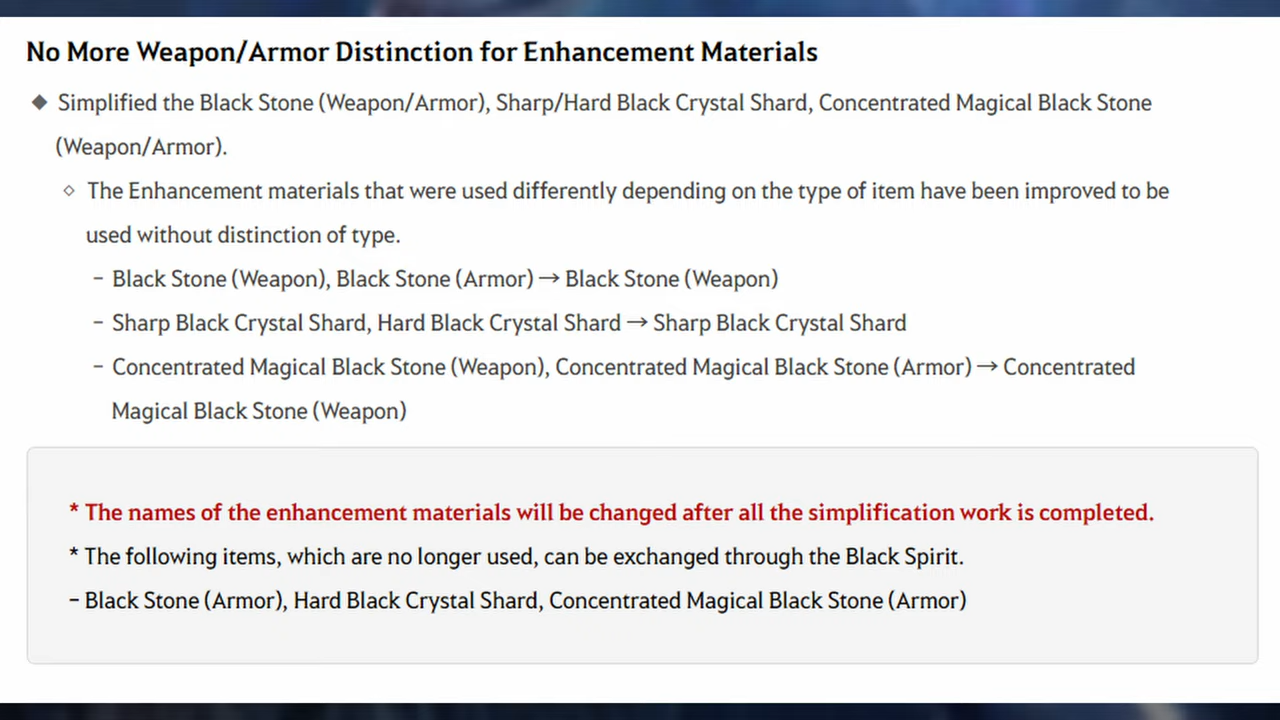 No More Weapon/Armor Distinction for Enhancement Materials
◆ Simplified the Black Stone (Weapon/Armor), Sharp/Hard Black Crystal Shard, Concentrated Magical Black Stone
(Weapon/Armor).
◇ The Enhancement materials that were used differently depending on the type of item have been improved to be
used without distinction of type.
– Black Stone (Weapon), Black Stone (Armor) → Black Stone (Weapon)
– Sharp Black Crystal Shard, Hard Black Crystal Shard → Sharp Black Crystal Shard
– Concentrated Magical Black Stone (Weapon), Concentrated Magical Black Stone (Armor) → Concentrated
Magical Black Stone (Weapon)
* The names of the enhancement materials will be changed after all the simplification work is completed.
* The following items, which are no longer used, can be exchanged through the Black Spirit.
– Black Stone (Armor), Hard Black Crystal Shard, Concentrated Magical Black Stone (Armor)